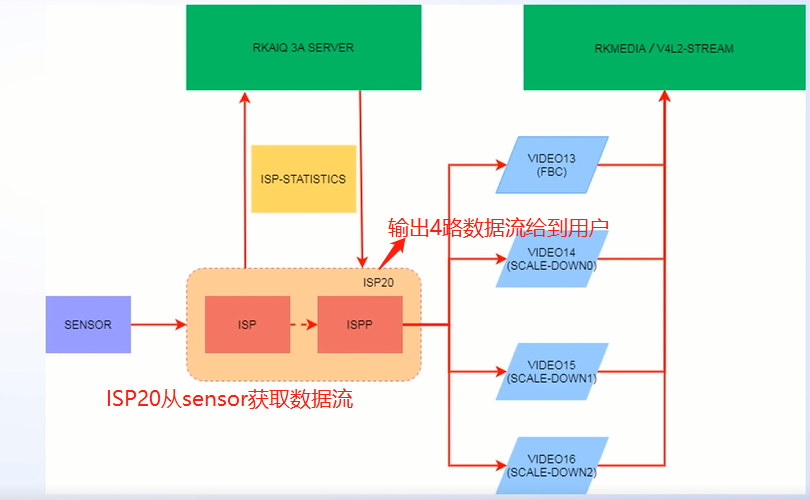 RKAIQ 3A SERVER
RKMEDIA / V4L2-STREAM
ISP-STATISTICS
VIDEO13
(FBC)
输出4路数据流给到用户
VIDEO14
(SCALE-DOWN0)
ISP20
SENSOR
ISP
ISPP
VIDEO15
(SCALE-DOWN1)
ISP20从sensor获取数据流
VIDEO16
(SCALE-DOWN2)